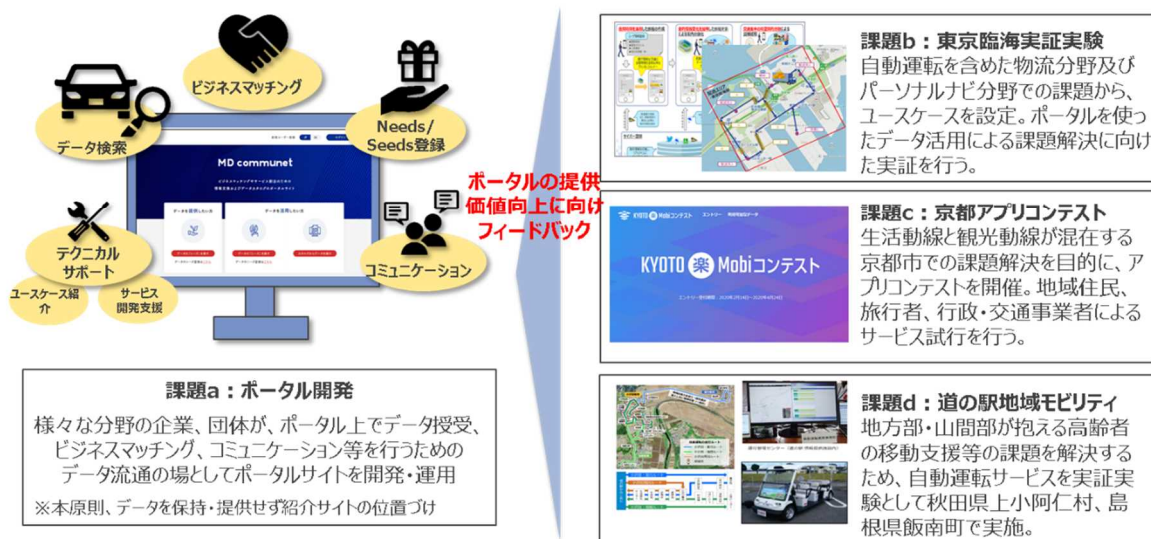 ビジネスマッチング
データ検索
Needs/
Seeds登録
MD communet
テクニカル
サポート
コミュニケーション
ユースケース紹
介
サービス
開発支援
ポータルの提供
価値向上に向け
フィードバック
課題a:ポータル開発
様々な分野の企業、団体が、ポータル上でデータ授受、
ビジネスマッチング、コミュニケーション等を行うための
データ流通の場としてポータルサイトを開発・運用
※本原則、データを保持・提供せず紹介サイトの位置づけ
課題b:東京臨海実証実験
自動運転を含めた物流分野及び
パーソナルナビ分野での課題から、
ユースケースを設定。ポータルを使っ
たデータ活用による課題解決に向け
た実証を行う。
KYOTO 楽 Mobiコンテスト
エントリー
KYOTO 楽 Mobiコンテスト
課題c:京都アプリコンテスト
生活動線と観光動線が混在する
京都市での課題解決を目的に、ア
プリコンテストを開催。地域住民、
旅行者、行政・交通事業者による
サービス試行を行う。
課題d:道の駅地域モビリティ
地方部・山間部が抱える高齢者
の移動支援等の課題を解決する
ため、自動運転サービスを実証実
験として秋田県上小阿仁村、島
根県飯南町で実施。